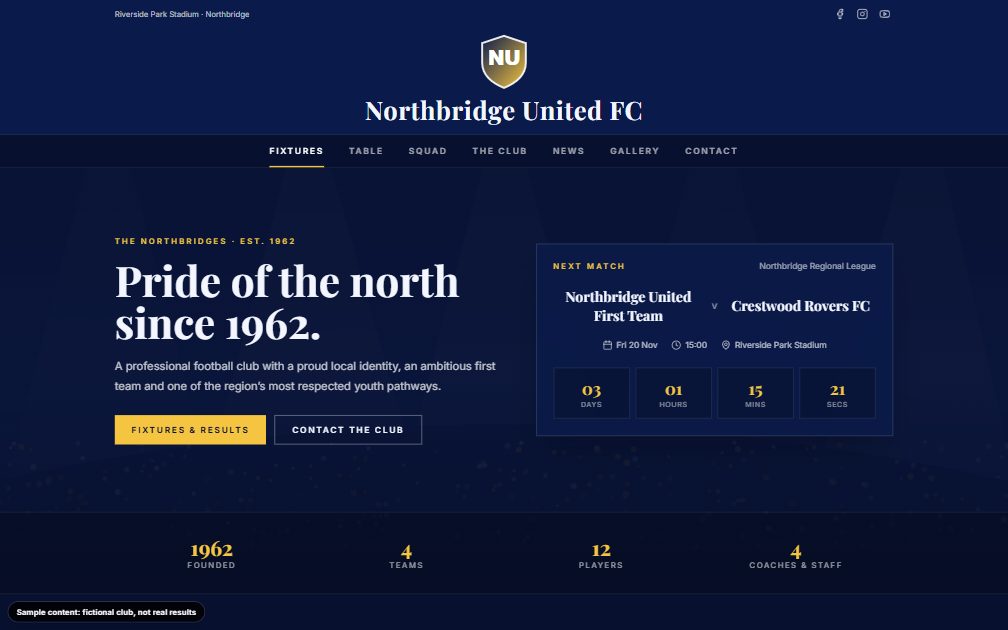 Riverside Park Stadium · Northbridge
NU
Northbridge United FC
FIXTURES
TABLE
SQUAD
THE CLUB
NEWS
GALLERY
CONTACT
THE NORTHBRIDGES · EST. 1962
Pride of the north
since 1962.
A professional football club with a proud local identity, an ambitious first
team and one of the region's most respected youth pathways.
FIXTURES & RESULTS
CONTACT THE CLUB
NEXT MATCH
Northbridge Regional League
Northbridge United
First Team
v
Crestwood Rovers FC
Fri 20 Nov
15:00
Riverside Park Stadium
03
DAYS
01
HOURS
15
MINS
21
SECS
1962
FOUNDED
4
TEAMS
12
PLAYERS
4
COACHES & STAFF
Sample content: fictional club, not real results